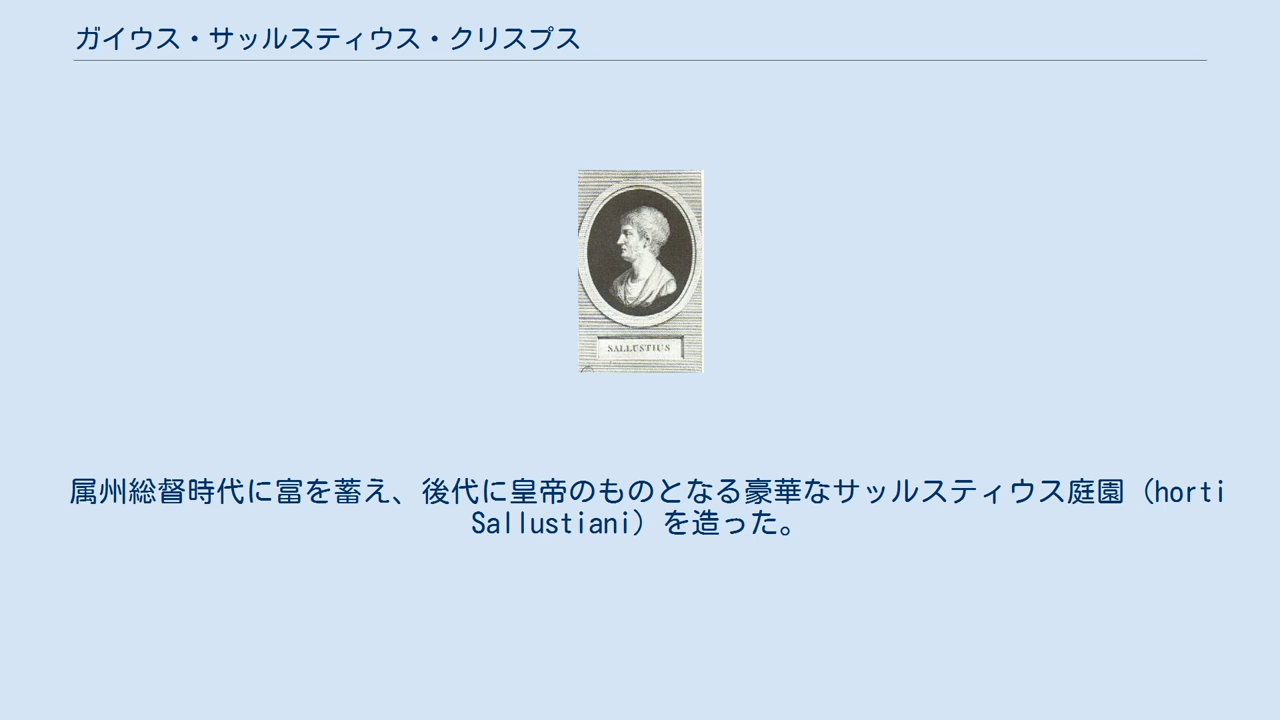 ガイウス・サッルスティウス・クリスプス
SALLUSTIUS
属州総督時代に富を蓄え、後代に皇帝のものとなる豪華なサッルスティウス庭園（horti
Sallustiani）を造った。